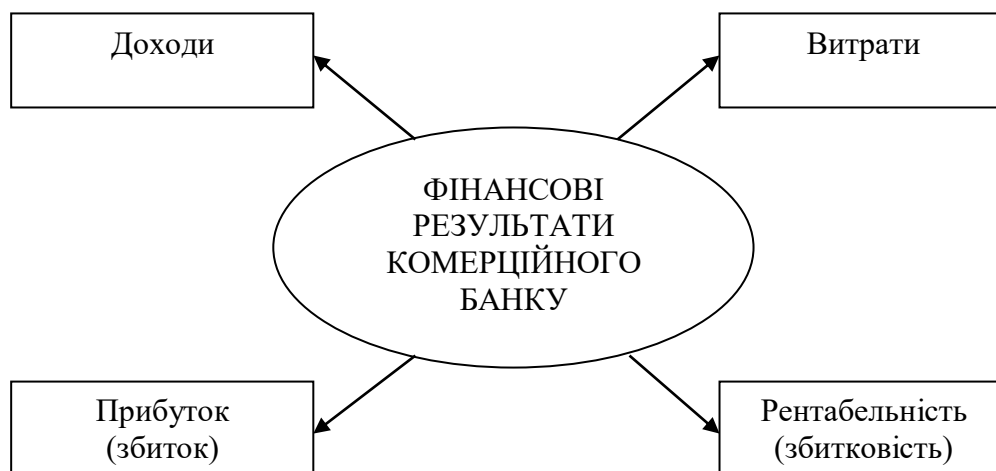 Доходи
Витрати
ФІНАНСОВІ
РЕЗУЛЬТАТИ
КОМЕРЦІЙНОГО
БАНКУ
Прибуток
(збиток)
Рентабельність
(збитковість)